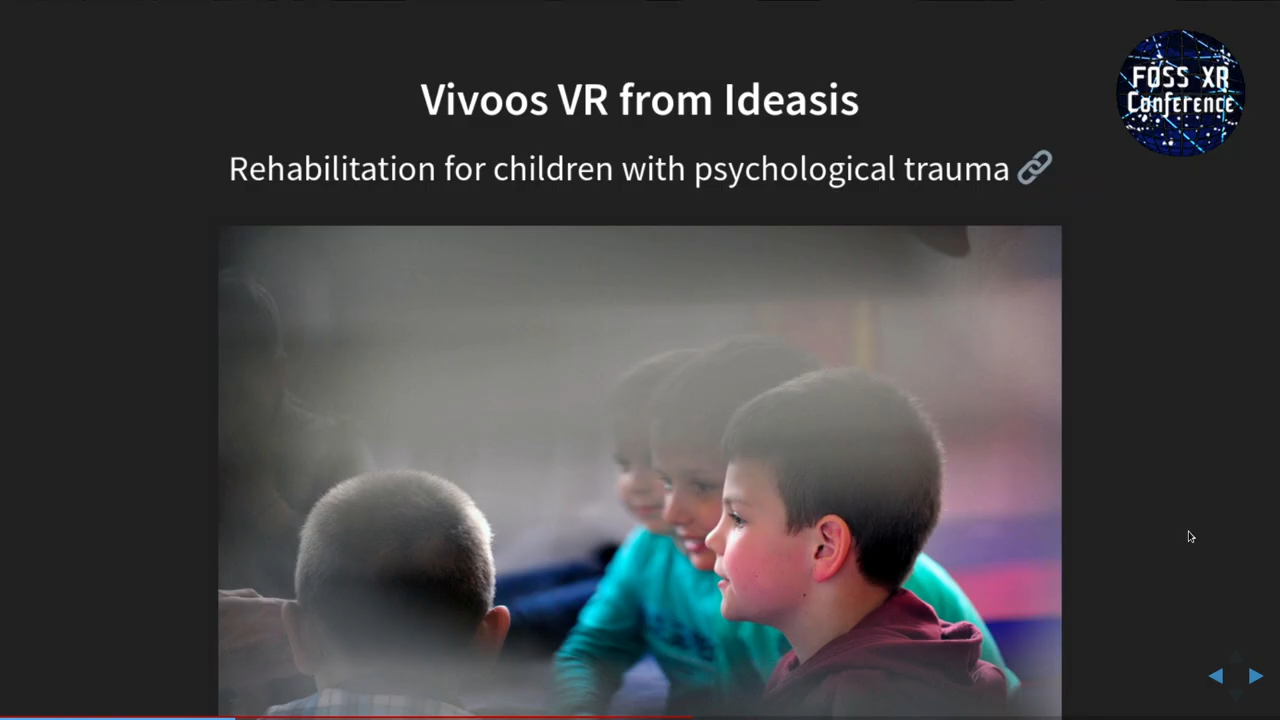 Vivoos VR from Ideasis
Rehabilitation for children with psychological trauma
FOSS XR
Conference